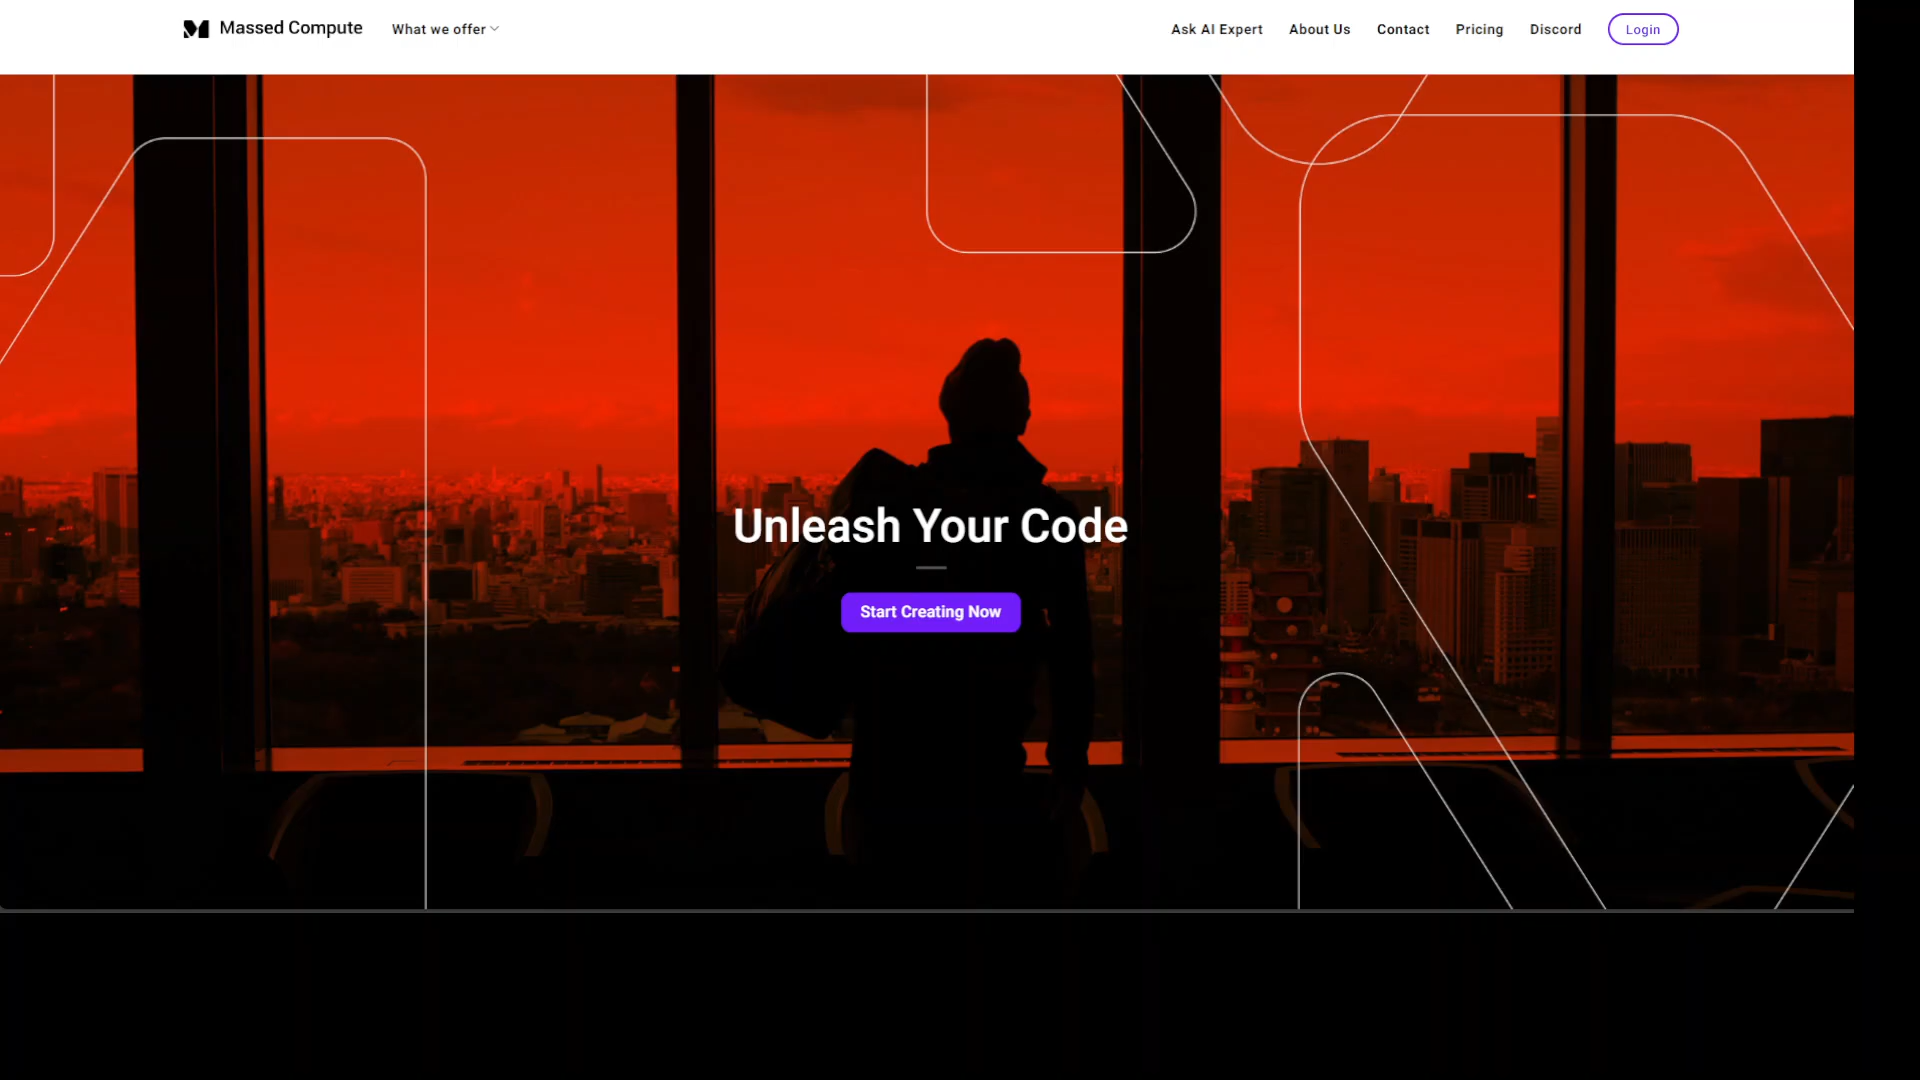 Massed Compute
What we offer
Ask AI Expert
About Us
Contact
Pricing
Discord
Login
Unleash Your Code
Start Creating Now